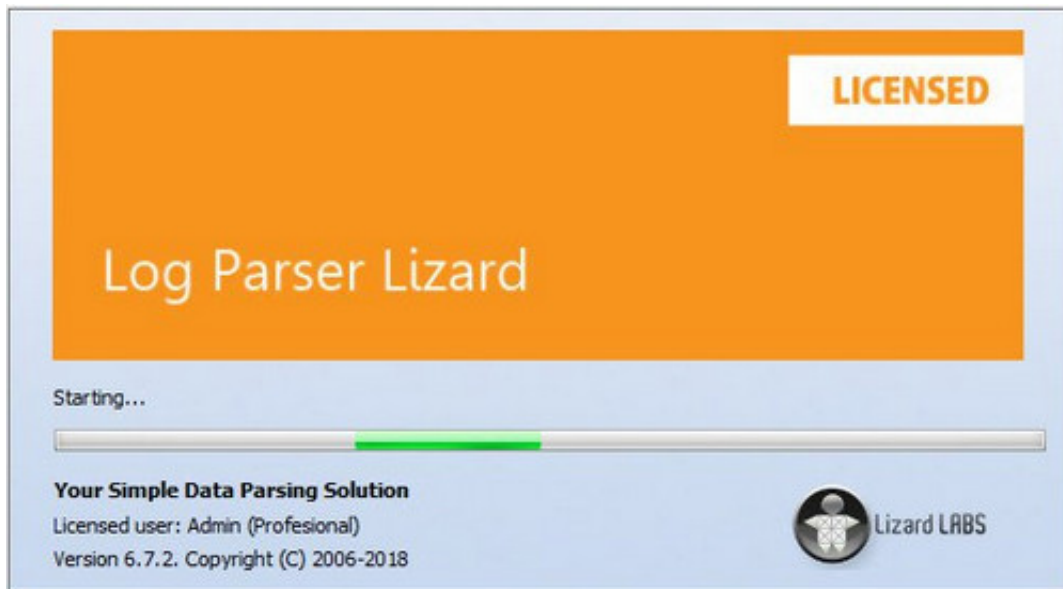 LICENSED
Log Parser Lizard
Starting...
Your Simple Data Parsing Solution
Licensed user: Admin (Profesional)
Version 6.7.2. Copyright (C) 2006-2018
Lizard LABS